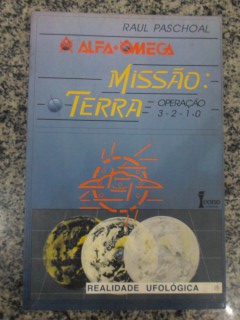 RAUL PASCHOAL
ALFA-ÔMEGA
MISSÃO:
TERRA
OPERAÇÃO
3-2-1-0
REALIDADE UFOLÓGICA